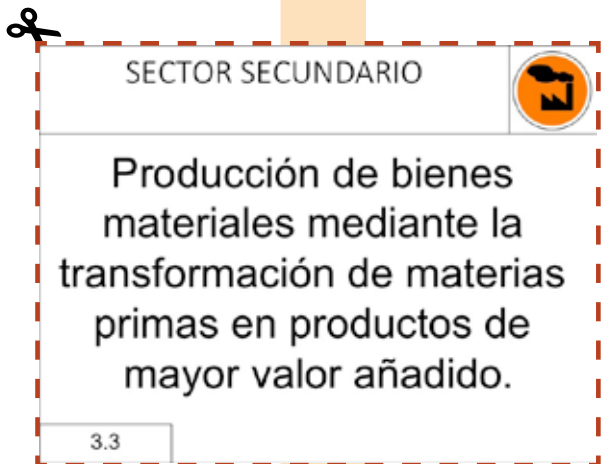 SECTOR SECUNDARIO
Producción de bienes
materiales mediante la
transformación de materias
primas en productos de
mayor valor añadido.
3.3